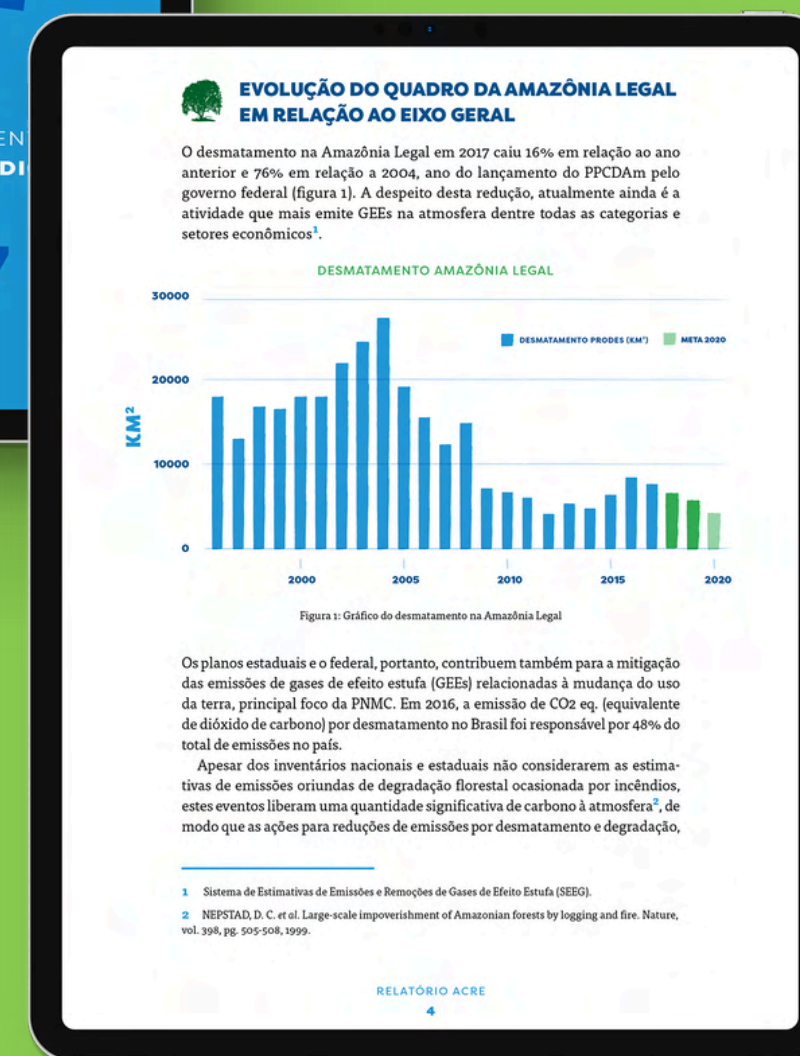 EN
DI
EVOLUÇÃO DO QUADRO DA AMAZÔNIA LEGAL
EM RELAÇÃO AO EIXO GERAL
O desmatamento na Amazônia Legal em 2017 caiu 16% em relação ao ano
anterior e 76% em relação a 2004, ano do lançamento do PPCDAm pelo
governo federal (figura 1). A despeito desta redução, atualmente ainda é a
atividade que mais emite GEEs na atmosfera dentre todas as categorias e
setores econômicos¹.
DESMATAMENTO AMAZÔNIA LEGAL
30000
DESMATAMENTO PRODES (KM²) META 2020
20000
KM²
10000
0
2000 2005 2010 2015 2020
Figura 1: Gráfico do desmatamento na Amazônia Legal
Os planos estaduais e o federal, portanto, contribuem também para a mitigação
das emissões de gases de efeito estufa (GEEs) relacionadas à mudança do uso
da terra, principal foco da PNMC. Em 2016, a emissão de CO2 eq. (equivalente
de dióxido de carbono) por desmatamento no Brasil foi responsável por 48% do
total de emissões no país.
Apesar dos inventários nacionais e estaduais não considerarem as estima-
tivas de emissões oriundas de degradação florestal ocasionada por incêndios,
estes eventos liberam uma quantidade significativa de carbono à atmosfera², de
modo que as ações para reduções de emissões por desmatamento e degradação,
1 Sistema de Estimativas de Emissões e Remoções de Gases de Efeito Estufa (SEEG).
2 NEPSTAD, D. C. et al. Large-scale impoverishment of Amazonian forests by logging and fire. Nature,
vol. 398, pg. 505-508, 1999.
RELATÓRIO ACRE
4